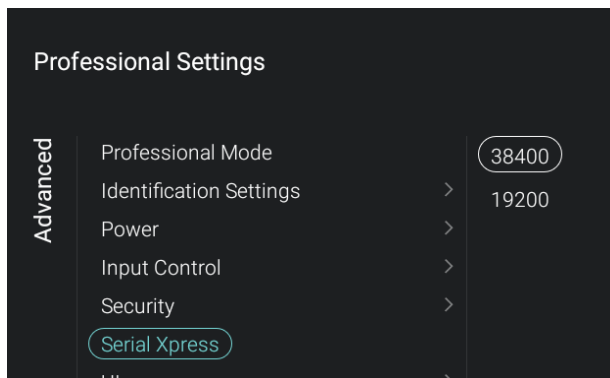 Professional Settings
Advanced
Professional Mode
Identification Settings
Power
Input Control
Security
Serial Xpress
38400
19200